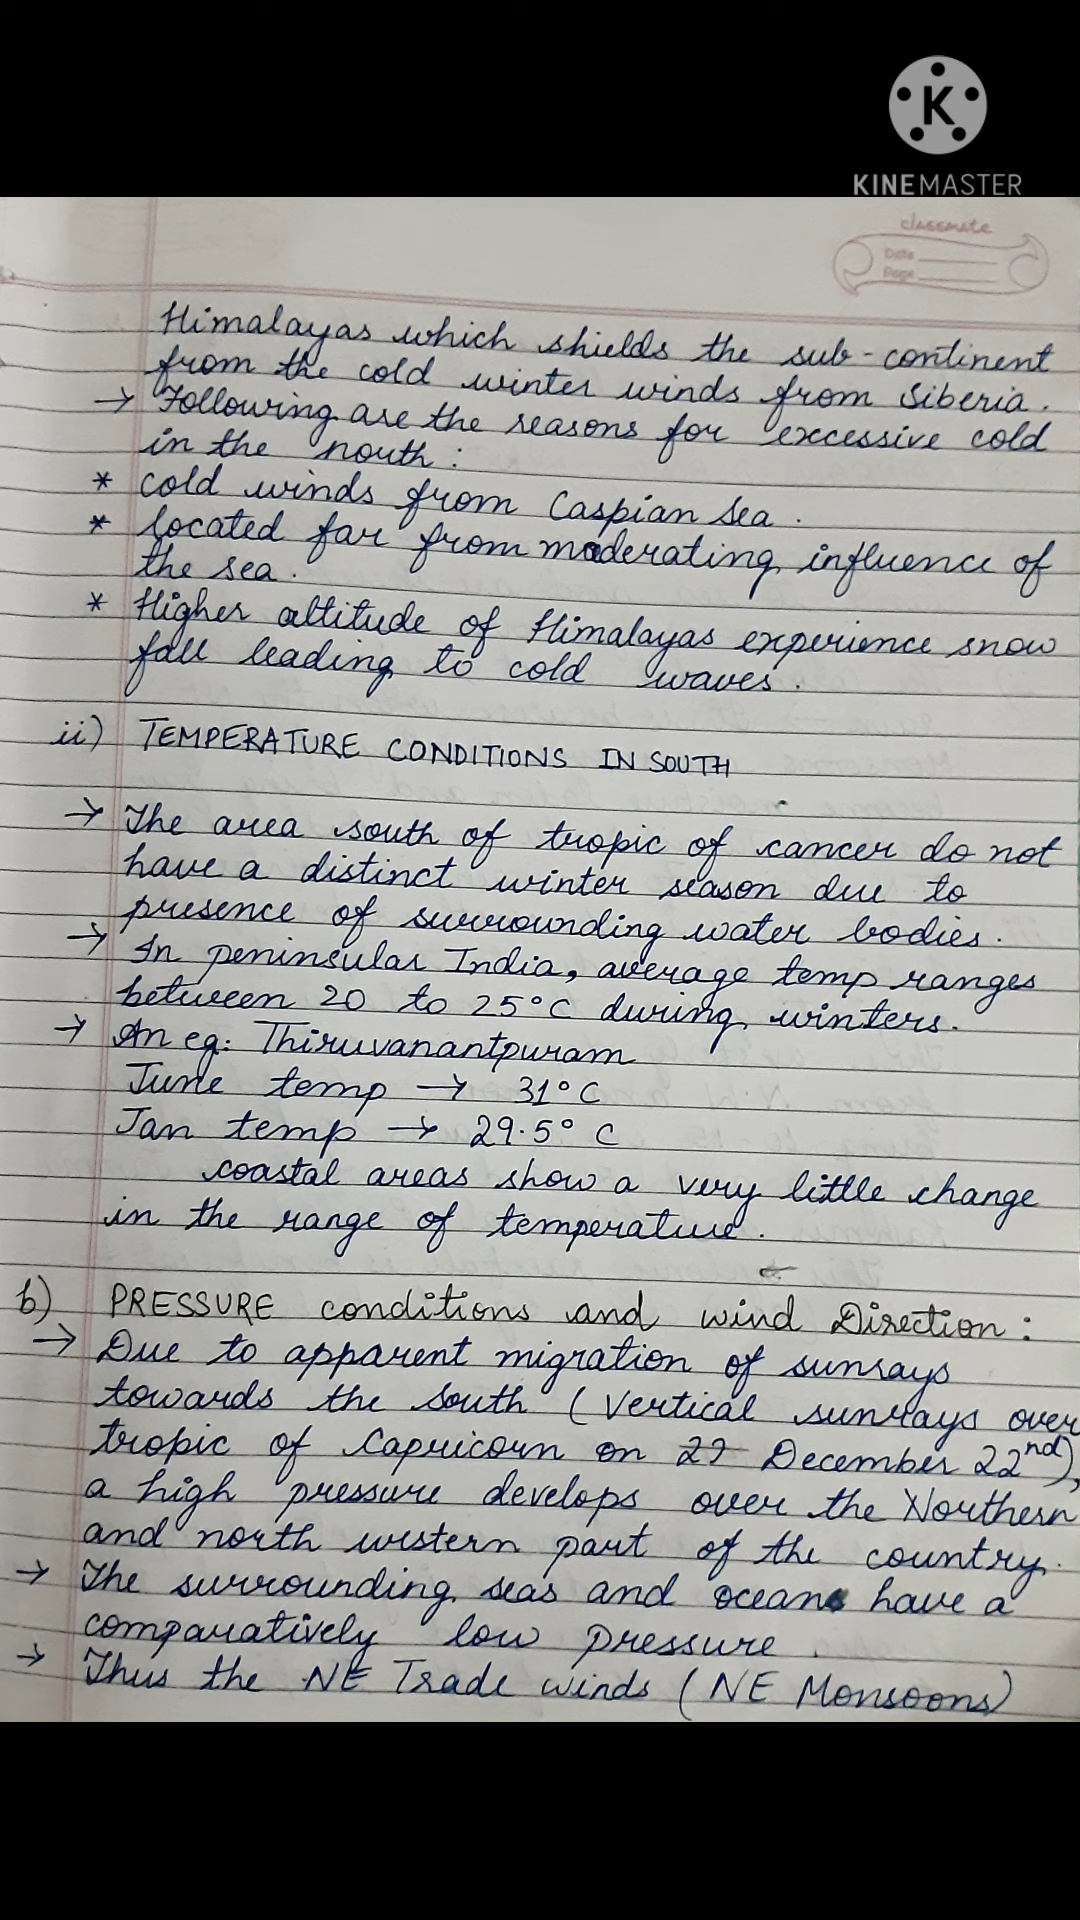 K
KINEMASTER
classmate
Date
Page
Himalayas which shields the sub-continent
from the cold winter winds from Siberia.
→ Following are the reasons for excessive cold
in the north :
* cold winds from Caspian Sea .
* located far from moderating influence of
the sea .
* Higher altitude of Himalayas experience snow
fall leading to cold waves .
ii) TEMPERATURE CONDITIONS IN SOUTH
→ The area south of tropic of cancer do not
have a distinct winter season due to
presence of surrounding water bodies .
→ In peninsular India, average temp ranges
between 20 to 25°C during winters.
→ An eg: Thiruvanantpuram
June temp → 31° C
Jan temp → 29.5° C
coastal areas show a very little change
in the range of temperature .
b) PRESSURE conditions and wind Direction :
→ Due to apparent migration of sunrays
towards the South (Vertical sunrays over
tropic of Capricorn on December 22nd),
a high pressure develops over the Northern
and north western part of the country.
→ The surrounding seas and oceans have a
comparatively low pressure .
→ Thus the NE Trade winds (NE Monsoons)